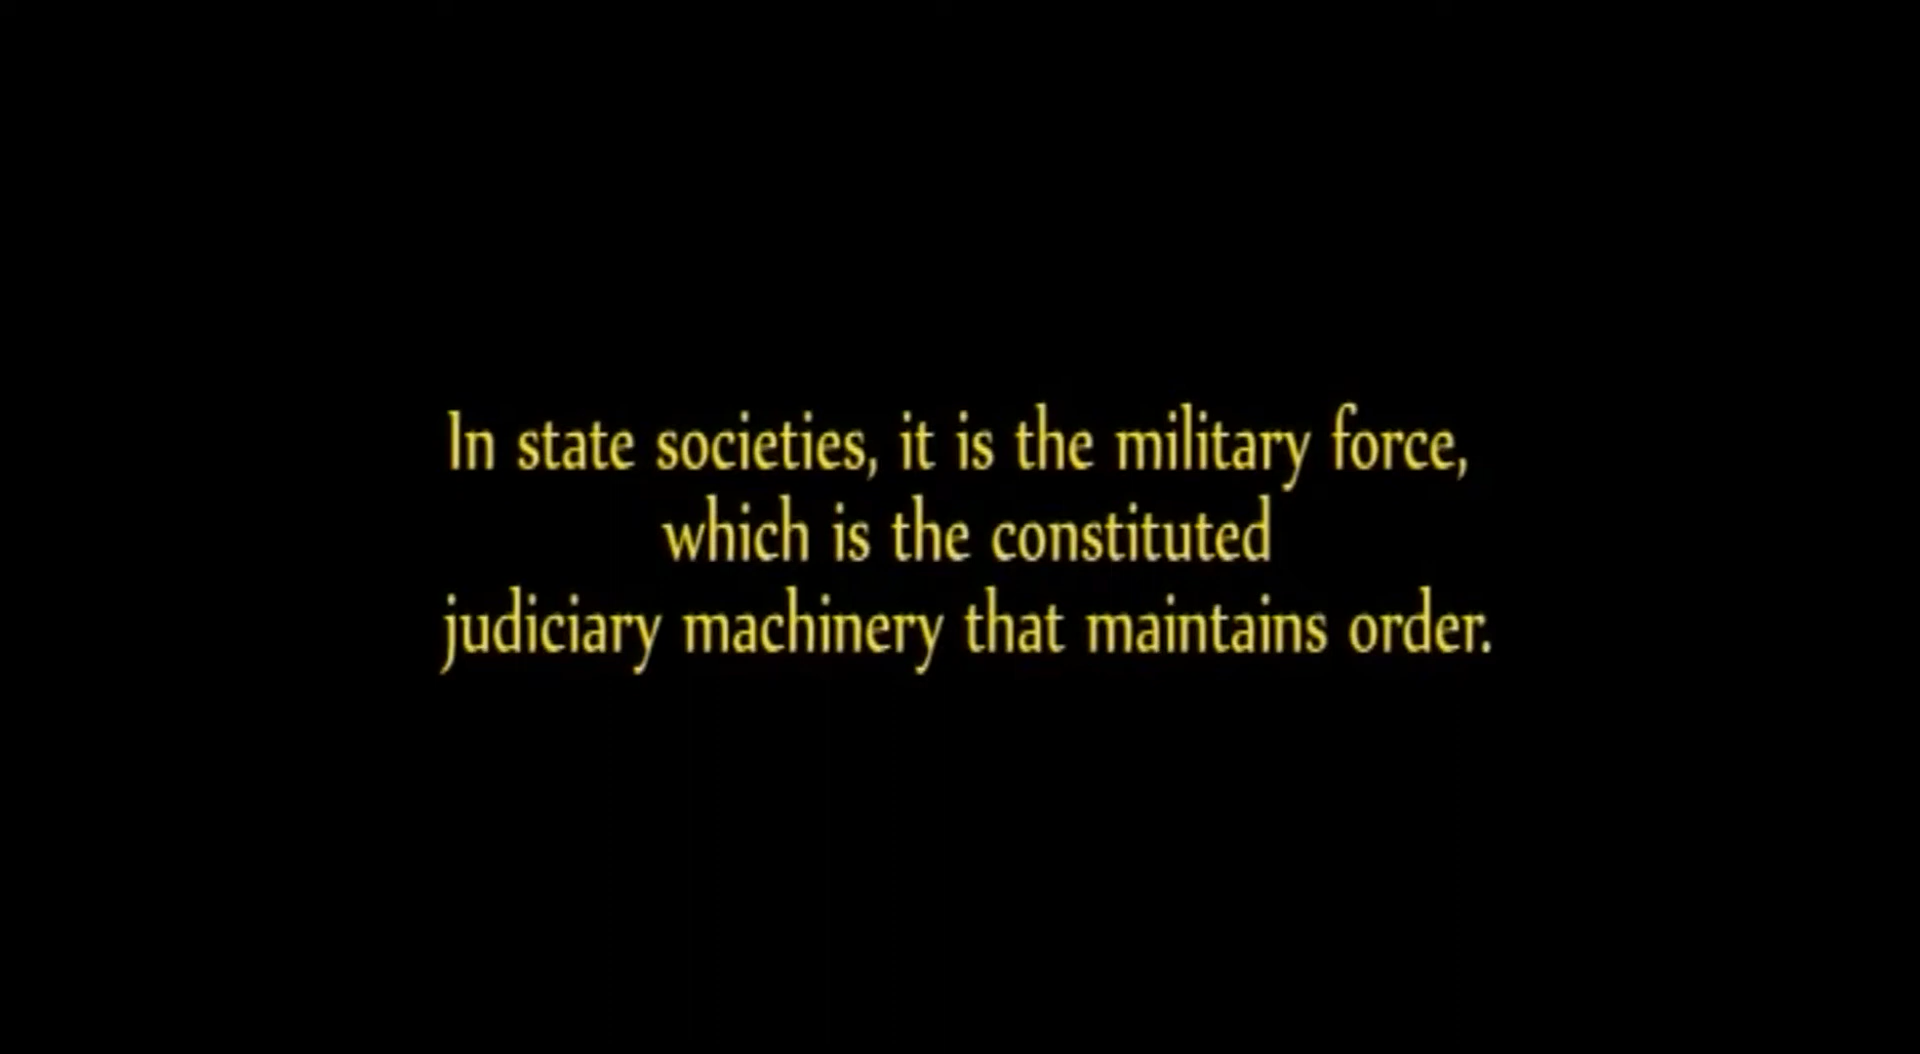 In state societies, it is the military force,
which is the constituted
judiciary machinery that maintains order.